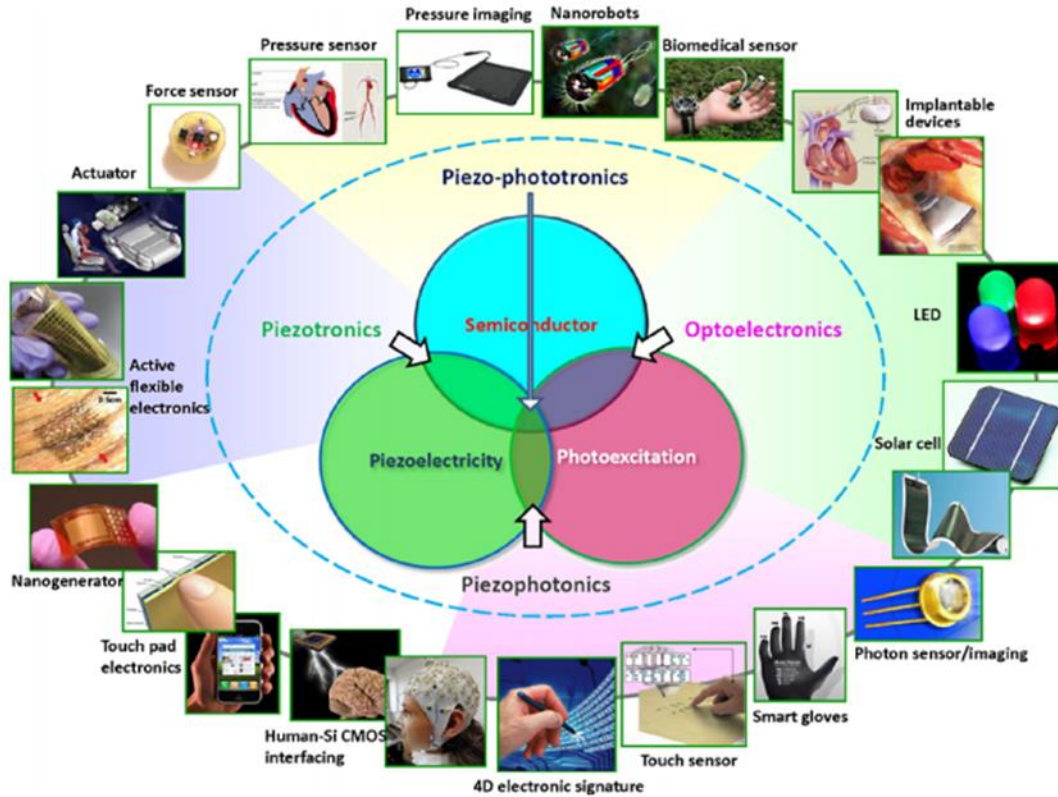 Pressure imaging
Nanorobots
Pressure sensor
Biomedical sensor
Force sensor
Implantable
devices
Actuator
Piezo-phototronics
Piezotronics
Semiconductor
Optoelectronics
LED
Active
flexible
electronics
Piezoelectricity
Photoexcitation
Solar cell
Nanogenerator
Piezophotonics
Touch pad
electronics
Photon sensor/imaging
Smart gloves
Human-Si CMOS
interfacing
Touch sensor
4D electronic signature